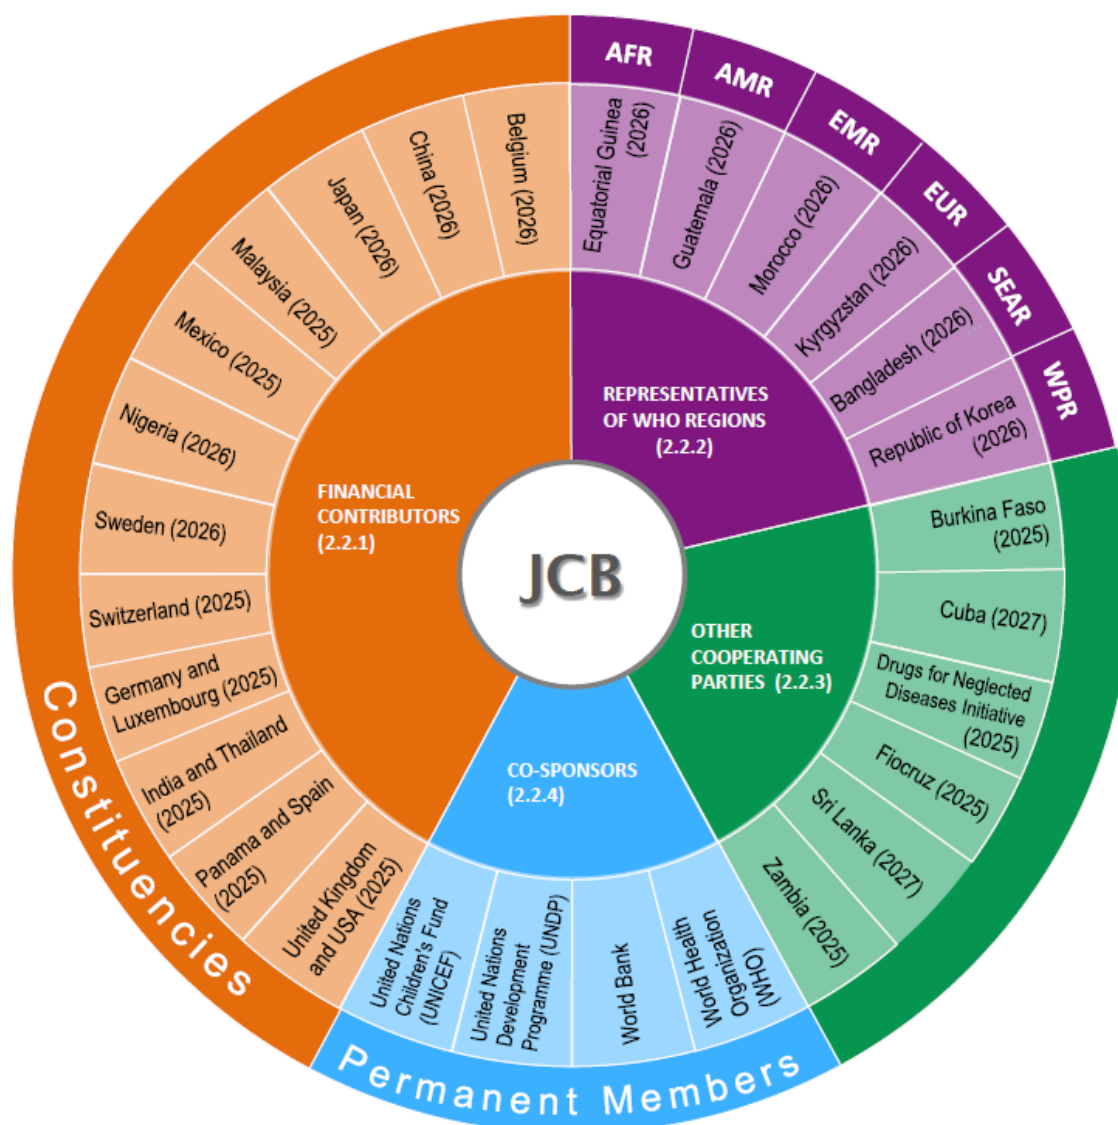 AFR
AMR
EMR
EUR
SEAR
WPR
Equatorial Guinea
(2026)
Guatemala (2026)
Morocco (2026)
Kyrgyzstan (2026)
Bangladesh (2026)
Republic of Korea
(2026)
REPRESENTATIVES
OF WHO REGIONS
(2.2.2)
Burkina Faso
(2025)
Cuba (2027)
Drugs for Neglected
Diseases Initiative
(2025)
Fiocruz (2025)
Sri Lanka (2027)
Zambia (2025)
OTHER
COOPERATING
PARTIES (2.2.3)
World Health
Organization
(WHO)
World Bank
United Nations
Development
Programme (UNDP)
United Nations
Children's Fund
(UNICEF)
CO-SPONSORS
(2.2.4)
Permanent Members
United Kingdom
and USA (2025)
Panama and Spain
(2025)
India and Thailand
(2025)
Germany and
Luxembourg (2025)
Switzerland (2025)
Sweden (2026)
Nigeria (2026)
Mexico (2025)
Malaysia (2025)
Japan (2026)
China (2026)
Belgium (2026)
FINANCIAL
CONTRIBUTORS
(2.2.1)
Constituencies
JCB